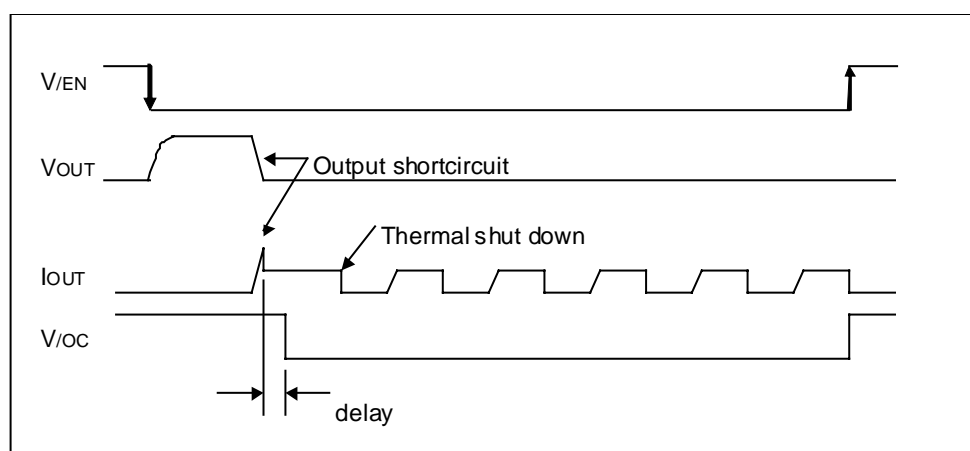 V/EN
VOUT
Output shortcircuit
Thermal shut down
IOUT
V/OC
delay